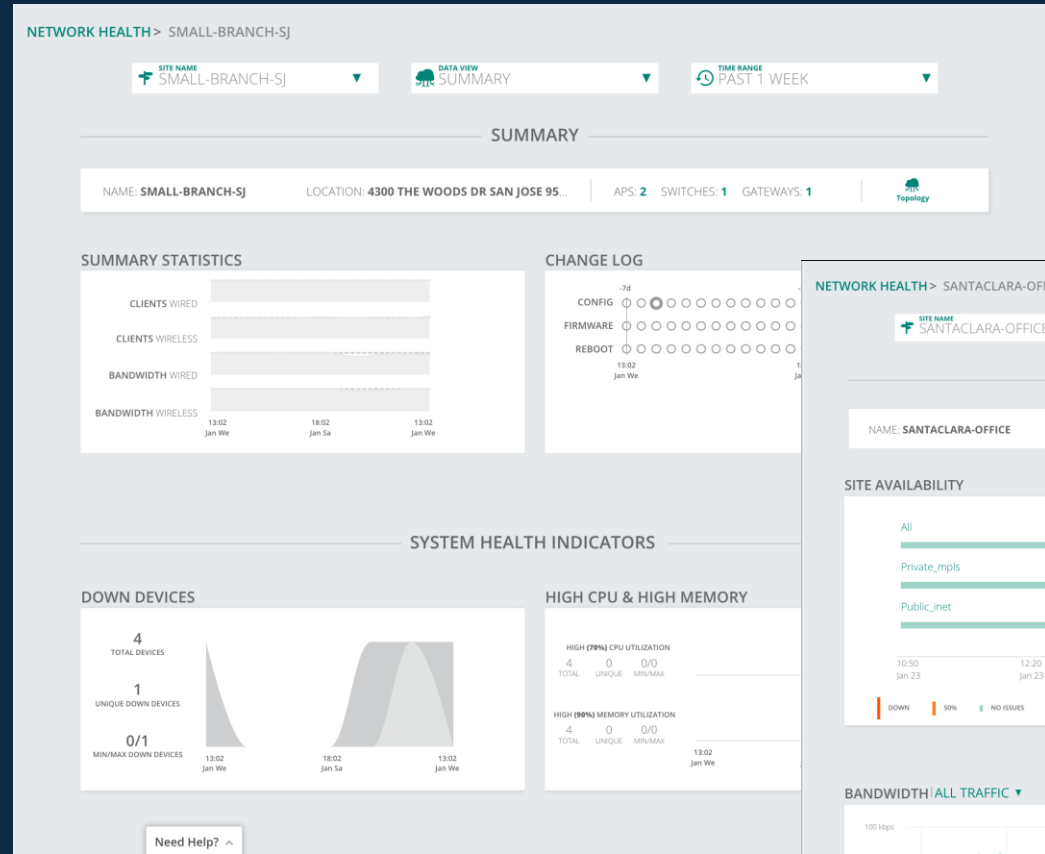 NETWORK HEALTH > SMALL-BRANCH-SJ
SITE NAME
SMALL-BRANCH-SJ ▼
DATA VIEW
SUMMARY ▼
TIME RANGE
PAST 1 WEEK ▼
SUMMARY
NAME: SMALL-BRANCH-SJ LOCATION: 4300 THE WOODS DR SAN JOSE 95... APS: 2 SWITCHES: 1 GATEWAYS: 1 Topology
SUMMARY STATISTICS
CLIENTS WIRED
CLIENTS WIRELESS
BANDWIDTH WIRED
BANDWIDTH WIRELESS
13:02 18:02 13:02
Jan We Jan Sa Jan We
CHANGE LOG
-7d
CONFIG
FIRMWARE
REBOOT
13:02
Jan We
SYSTEM HEALTH INDICATORS
DOWN DEVICES
4
TOTAL DEVICES
1
UNIQUE DOWN DEVICES
0/1
MIN/MAX DOWN DEVICES
13:02 18:02 13:02
Jan We Jan Sa Jan We
HIGH CPU & HIGH MEMORY
HIGH (70%) CPU UTILIZATION
4 0 0/0
TOTAL UNIQUE MIN/MAX
HIGH (90%) MEMORY UTILIZATION
4 0 0/0
TOTAL UNIQUE MIN/MAX
13:02
Jan We
Need Help?
NETWORK HEALTH > SANTACLARA-OFF
SITE NAME
SANTACLARA-OFFICE
NAME: SANTACLARA-OFFICE
SITE AVAILABILITY
All
Private_mpls
Public_inet
10:50 12:20
Jan 23 Jan 23
DOWN 50% NO ISSUES
BANDWIDTH | ALL TRAFFIC ▼
100 kbps